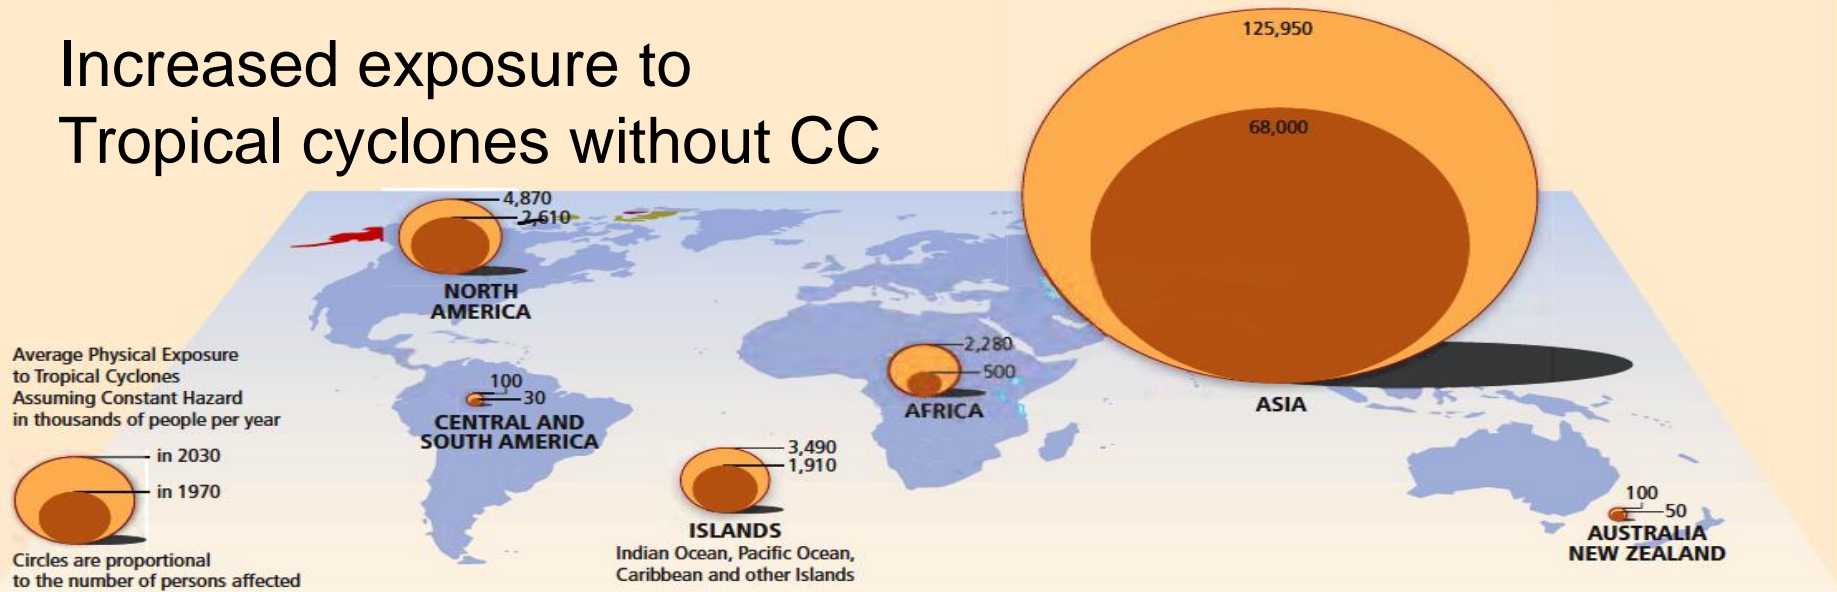 Increased exposure to
Tropical cyclones without CC
125,950
68,000
4,870
2,610
NORTH
AMERICA
Average Physical Exposure
to Tropical Cyclones
Assuming Constant Hazard
in thousands of people per year
in 2030
in 1970
Circles are proportional
to the number of persons affected
100
30
CENTRAL AND
SOUTH AMERICA
3,490
1,910
ISLANDS
Indian Ocean, Pacific Ocean,
Caribbean and other Islands
2,280
500
AFRICA
ASIA
100
50
AUSTRALIA
NEW ZEALAND